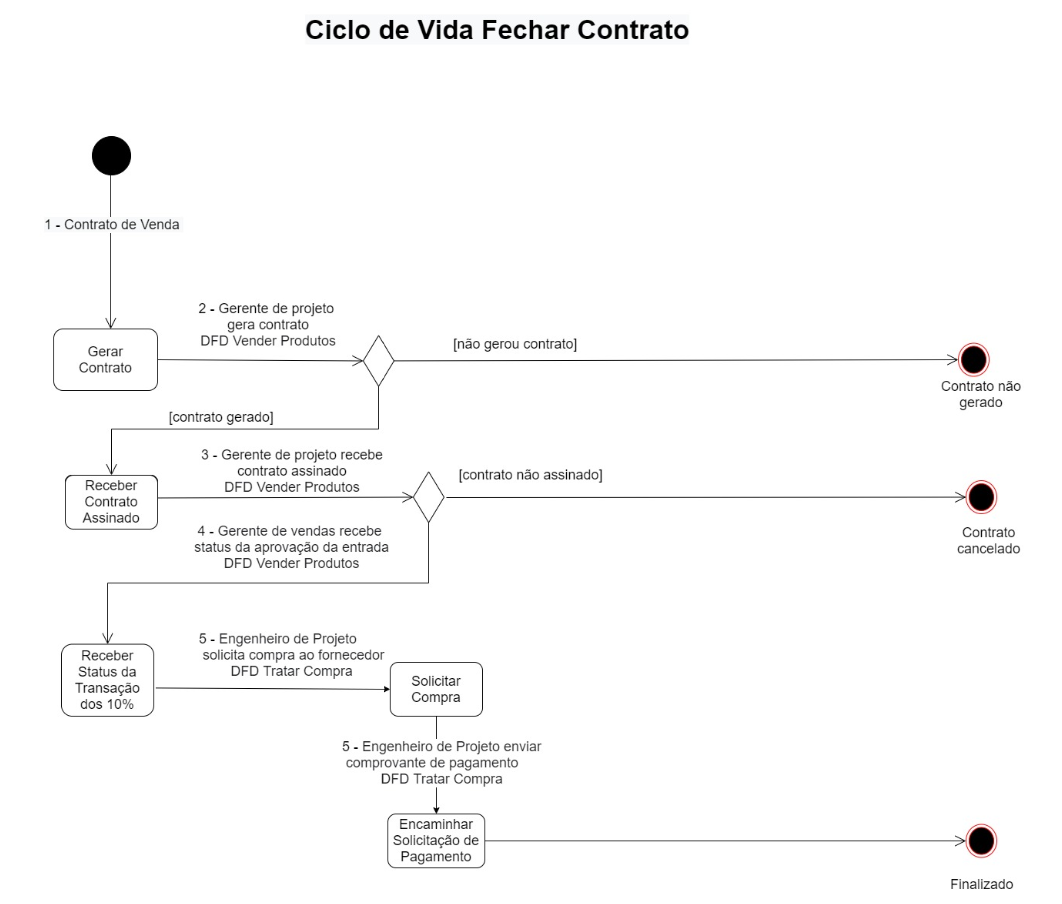 Ciclo de Vida Fechar Contrato
1 - Contrato de Venda
2 - Gerente de projeto
gera contrato
DFD Vender Produtos
[não gerou contrato]
Gerar
Contrato
Contrato não
gerado
[contrato gerado]
3 - Gerente de projeto recebe
contrato assinado
DFD Vender Produtos
[contrato não assinado]
Receber
Contrato
Assinado
4 - Gerente de vendas recebe
status da aprovação da entrada
DFD Vender Produtos
Contrato
cancelado
5 - Engenheiro de Projeto
solicita compra ao fornecedor
DFD Tratar Compra
Receber
Status da
Transação
dos 10%
Solicitar
Compra
5 - Engenheiro de Projeto enviar
comprovante de pagamento
DFD Tratar Compra
Encaminhar
Solicitação de
Pagamento
Finalizado